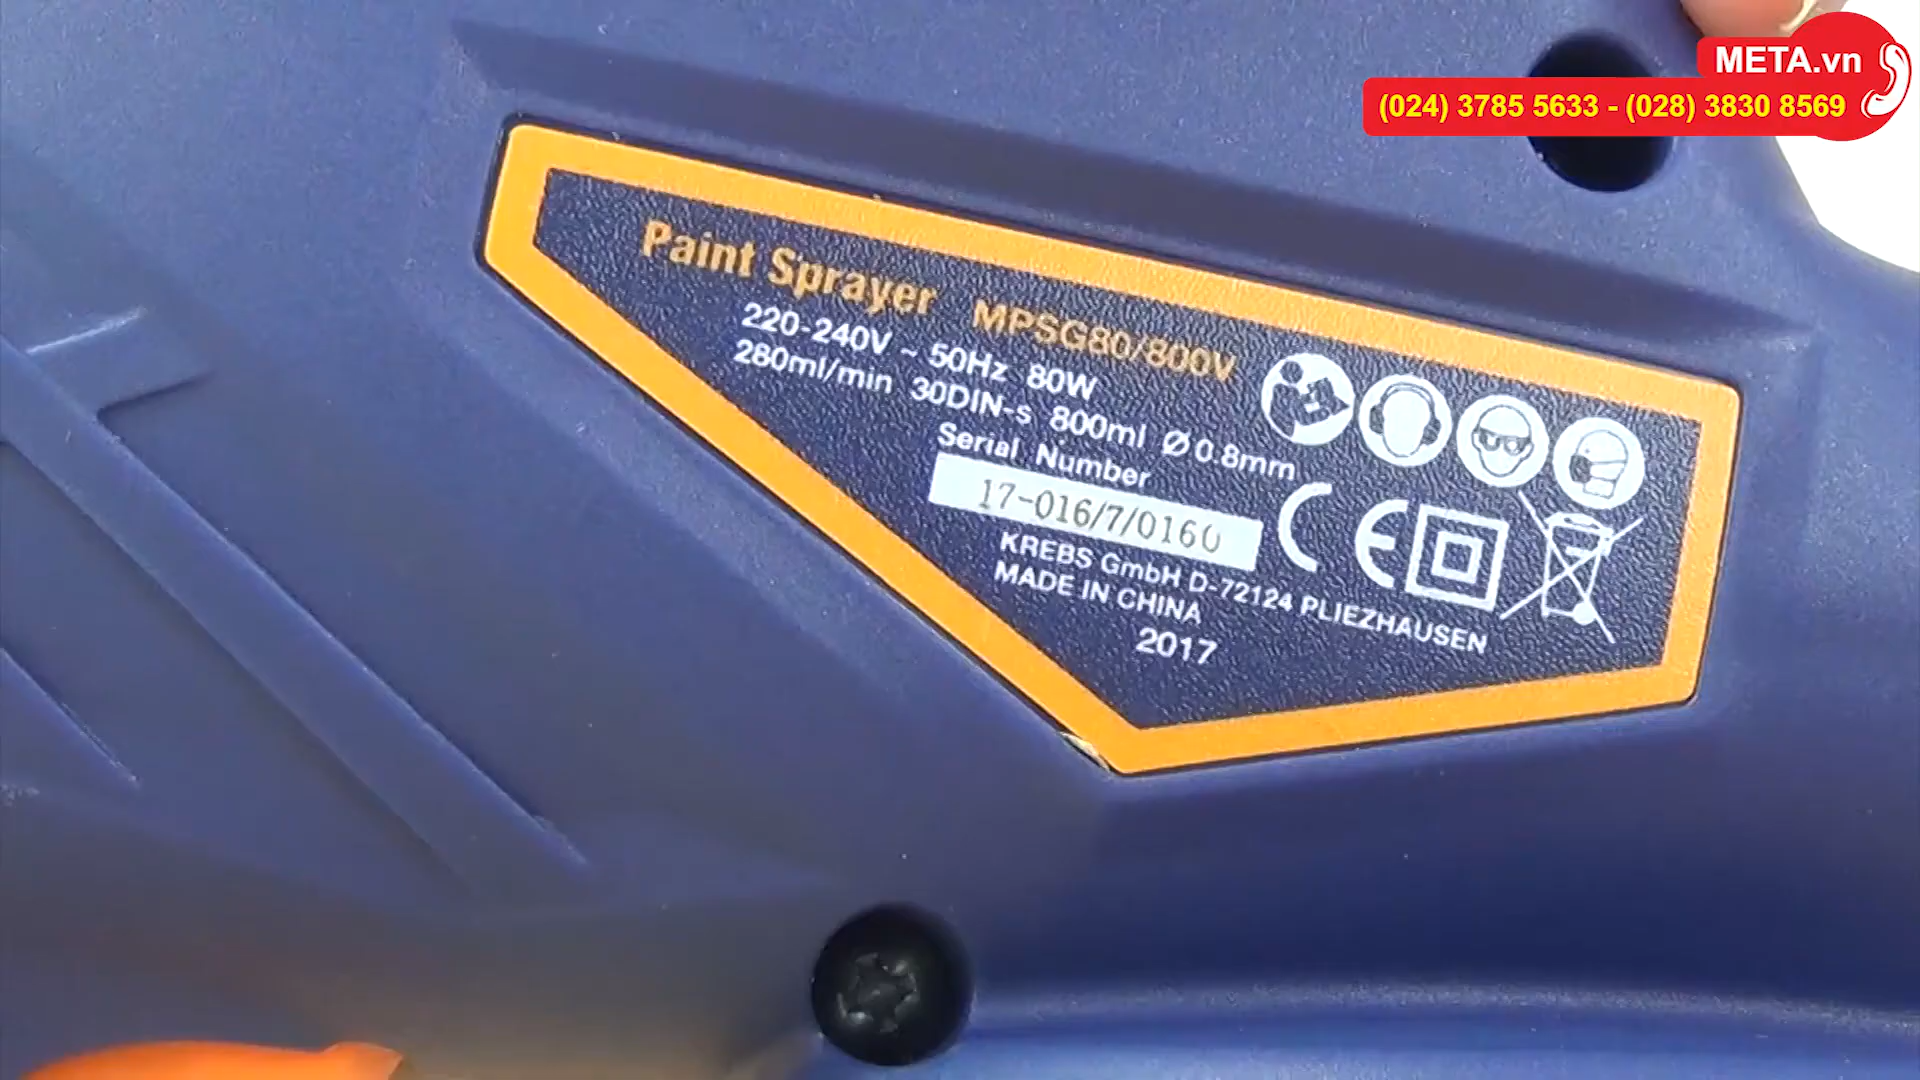 META.vn
(024) 3785 5633 - (028) 3830 8569
Paint Sprayer MPSG80/800V
220-240V ~ 50Hz 80W
280ml/min 30DIN-s 800ml Ø0.8mm
Serial Number
17-016/7/0160
CE
KREBS GmbH D-72124 PLIEZHAUSEN
MADE IN CHINA
2017